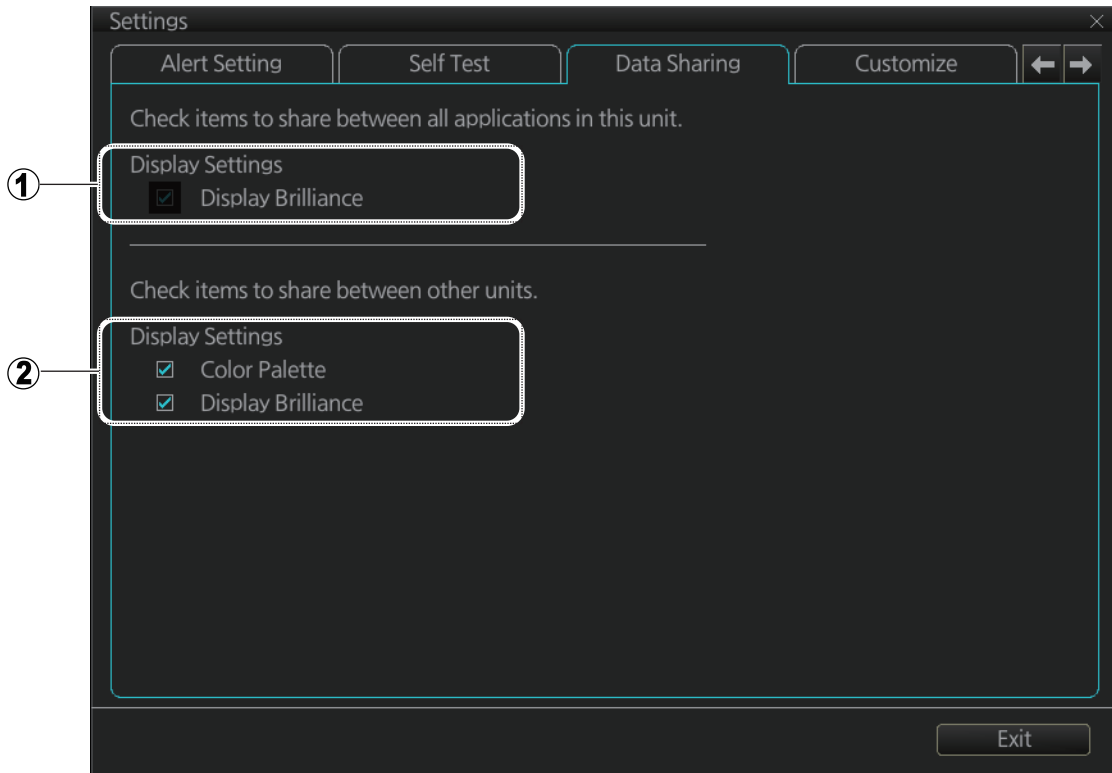 Settings
Alert Setting
Self Test
Data Sharing
Customize
Check items to share between all applications in this unit.
1
Display Settings
Display Brilliance
Check items to share between other units.
2
Display Settings
Color Palette
Display Brilliance
Exit